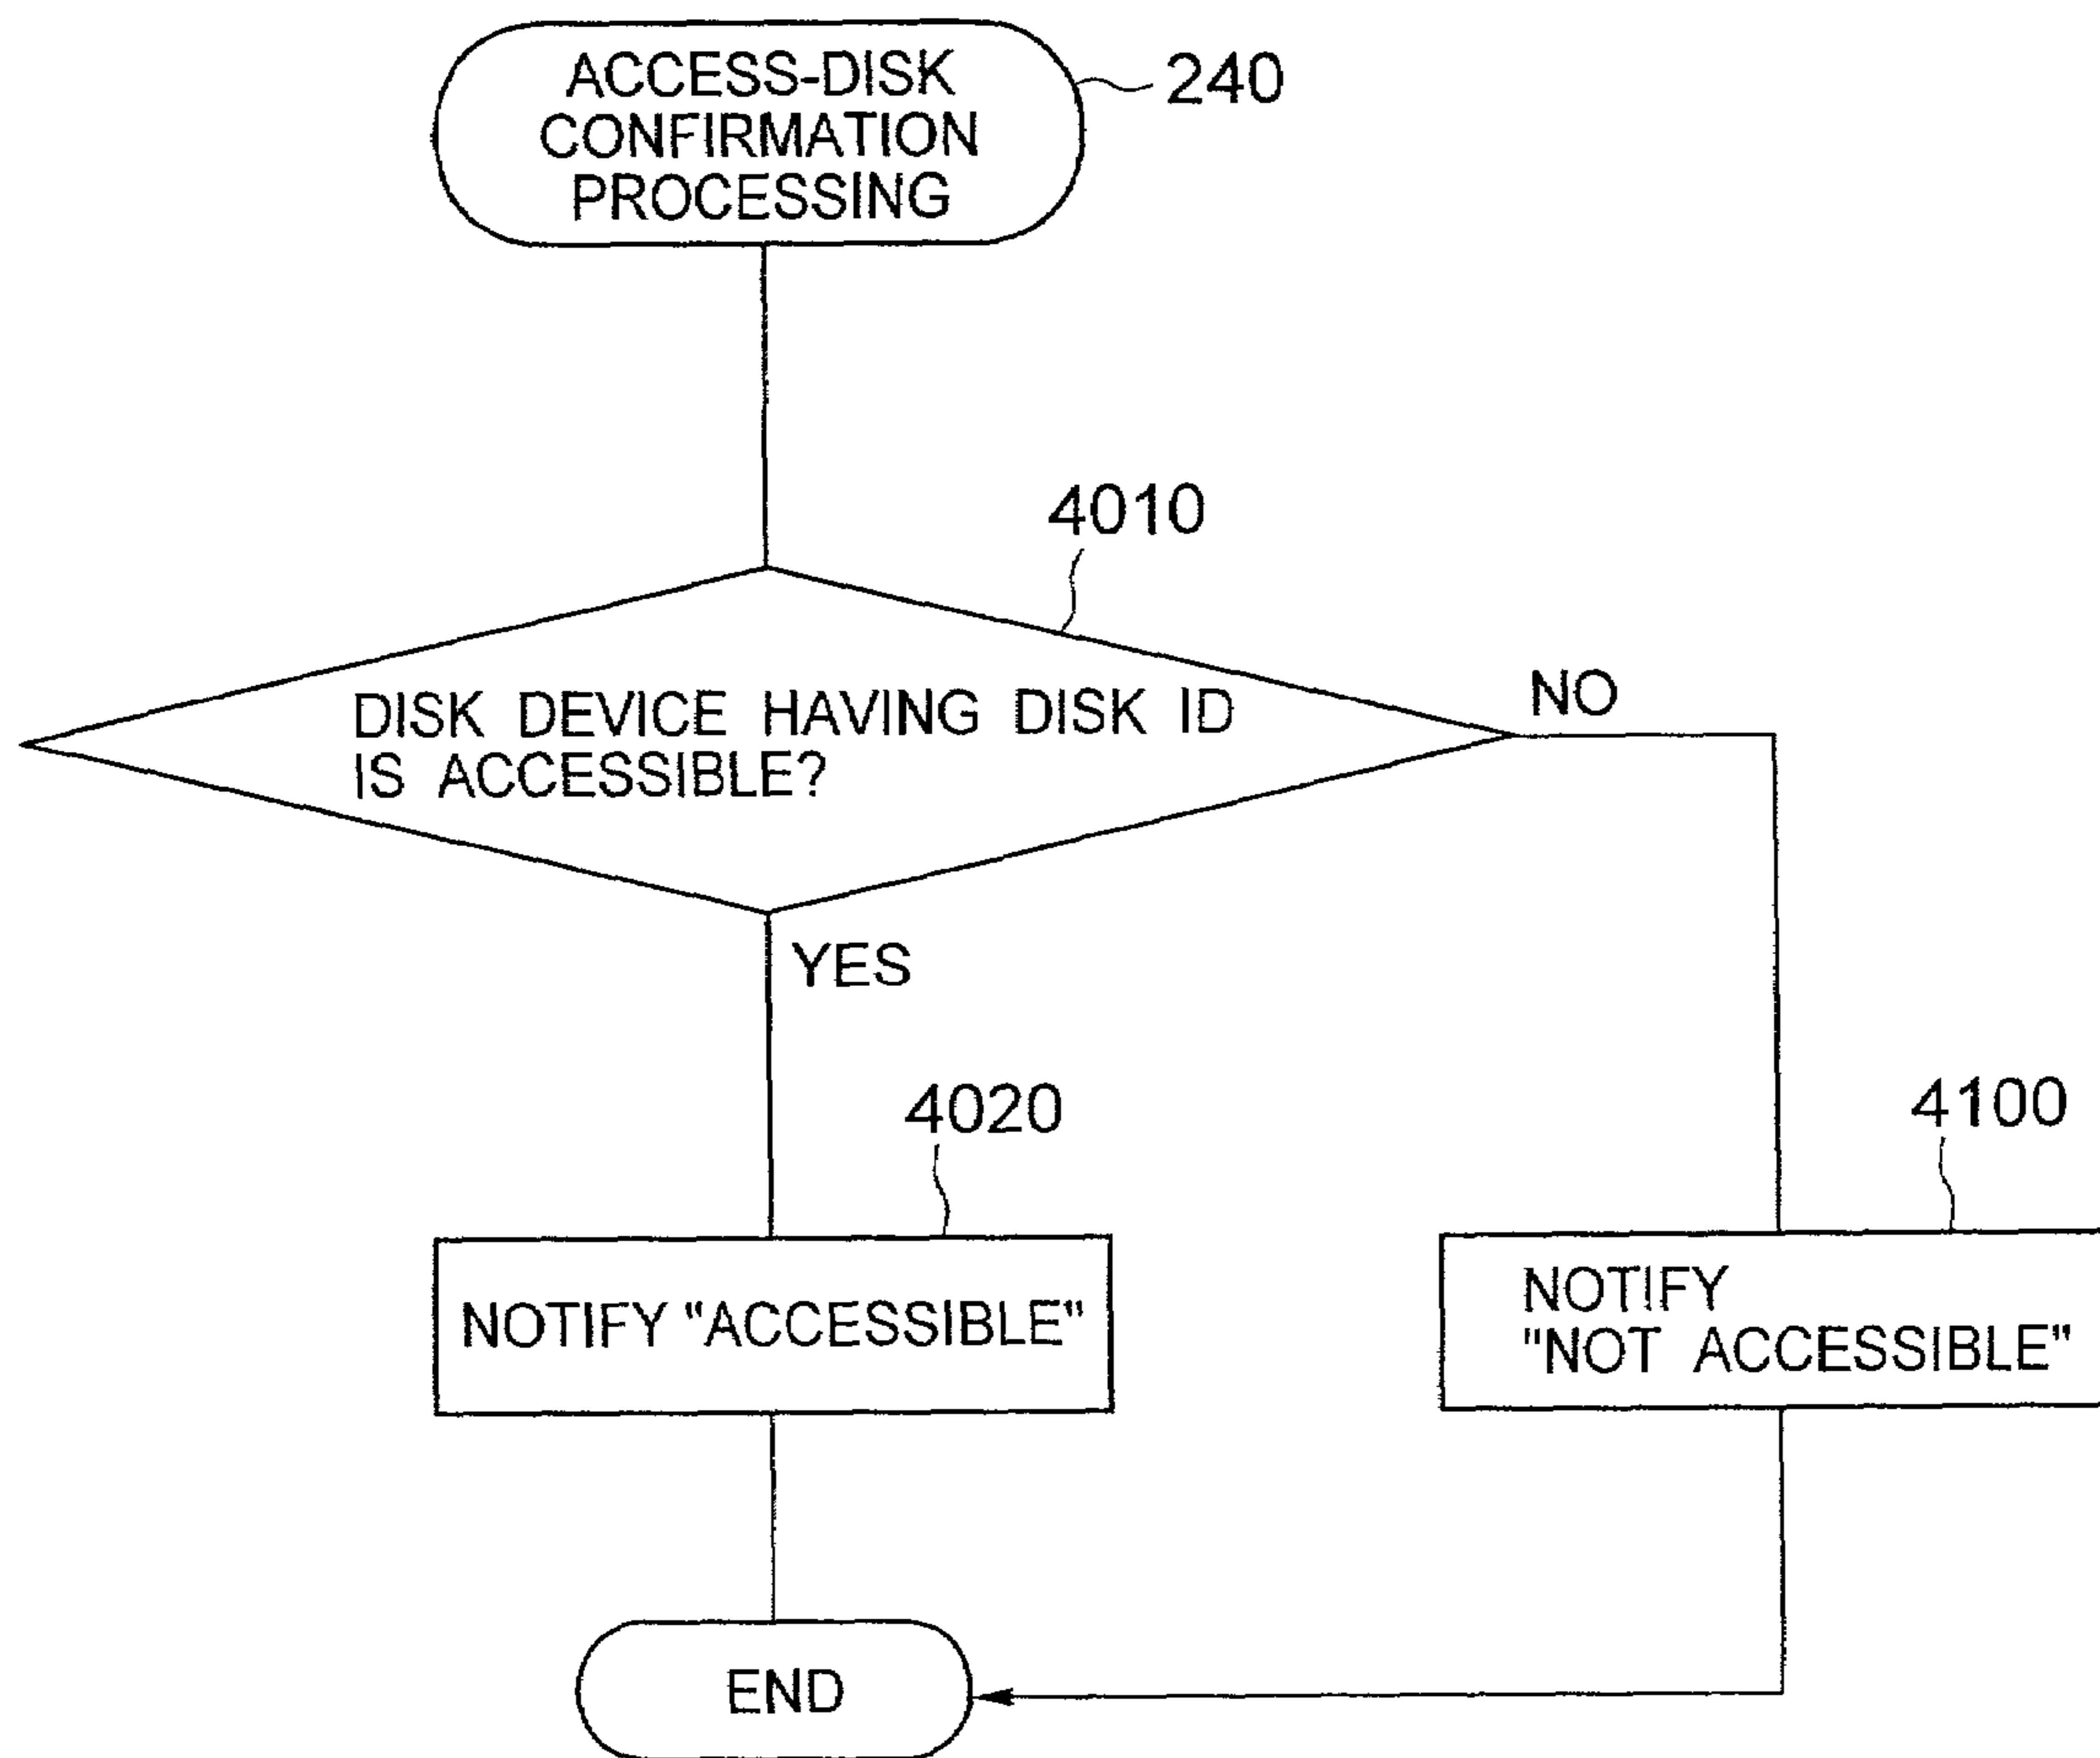 ACCESS-DISK
CONFIRMATION
PROCESSING
240
4010
DISK DEVICE HAVING DISK ID
IS ACCESSIBLE?
NO
YES
4020
4100
NOTIFY "ACCESSIBLE"
NOTIFY
"NOT ACCESSIBLE"
END